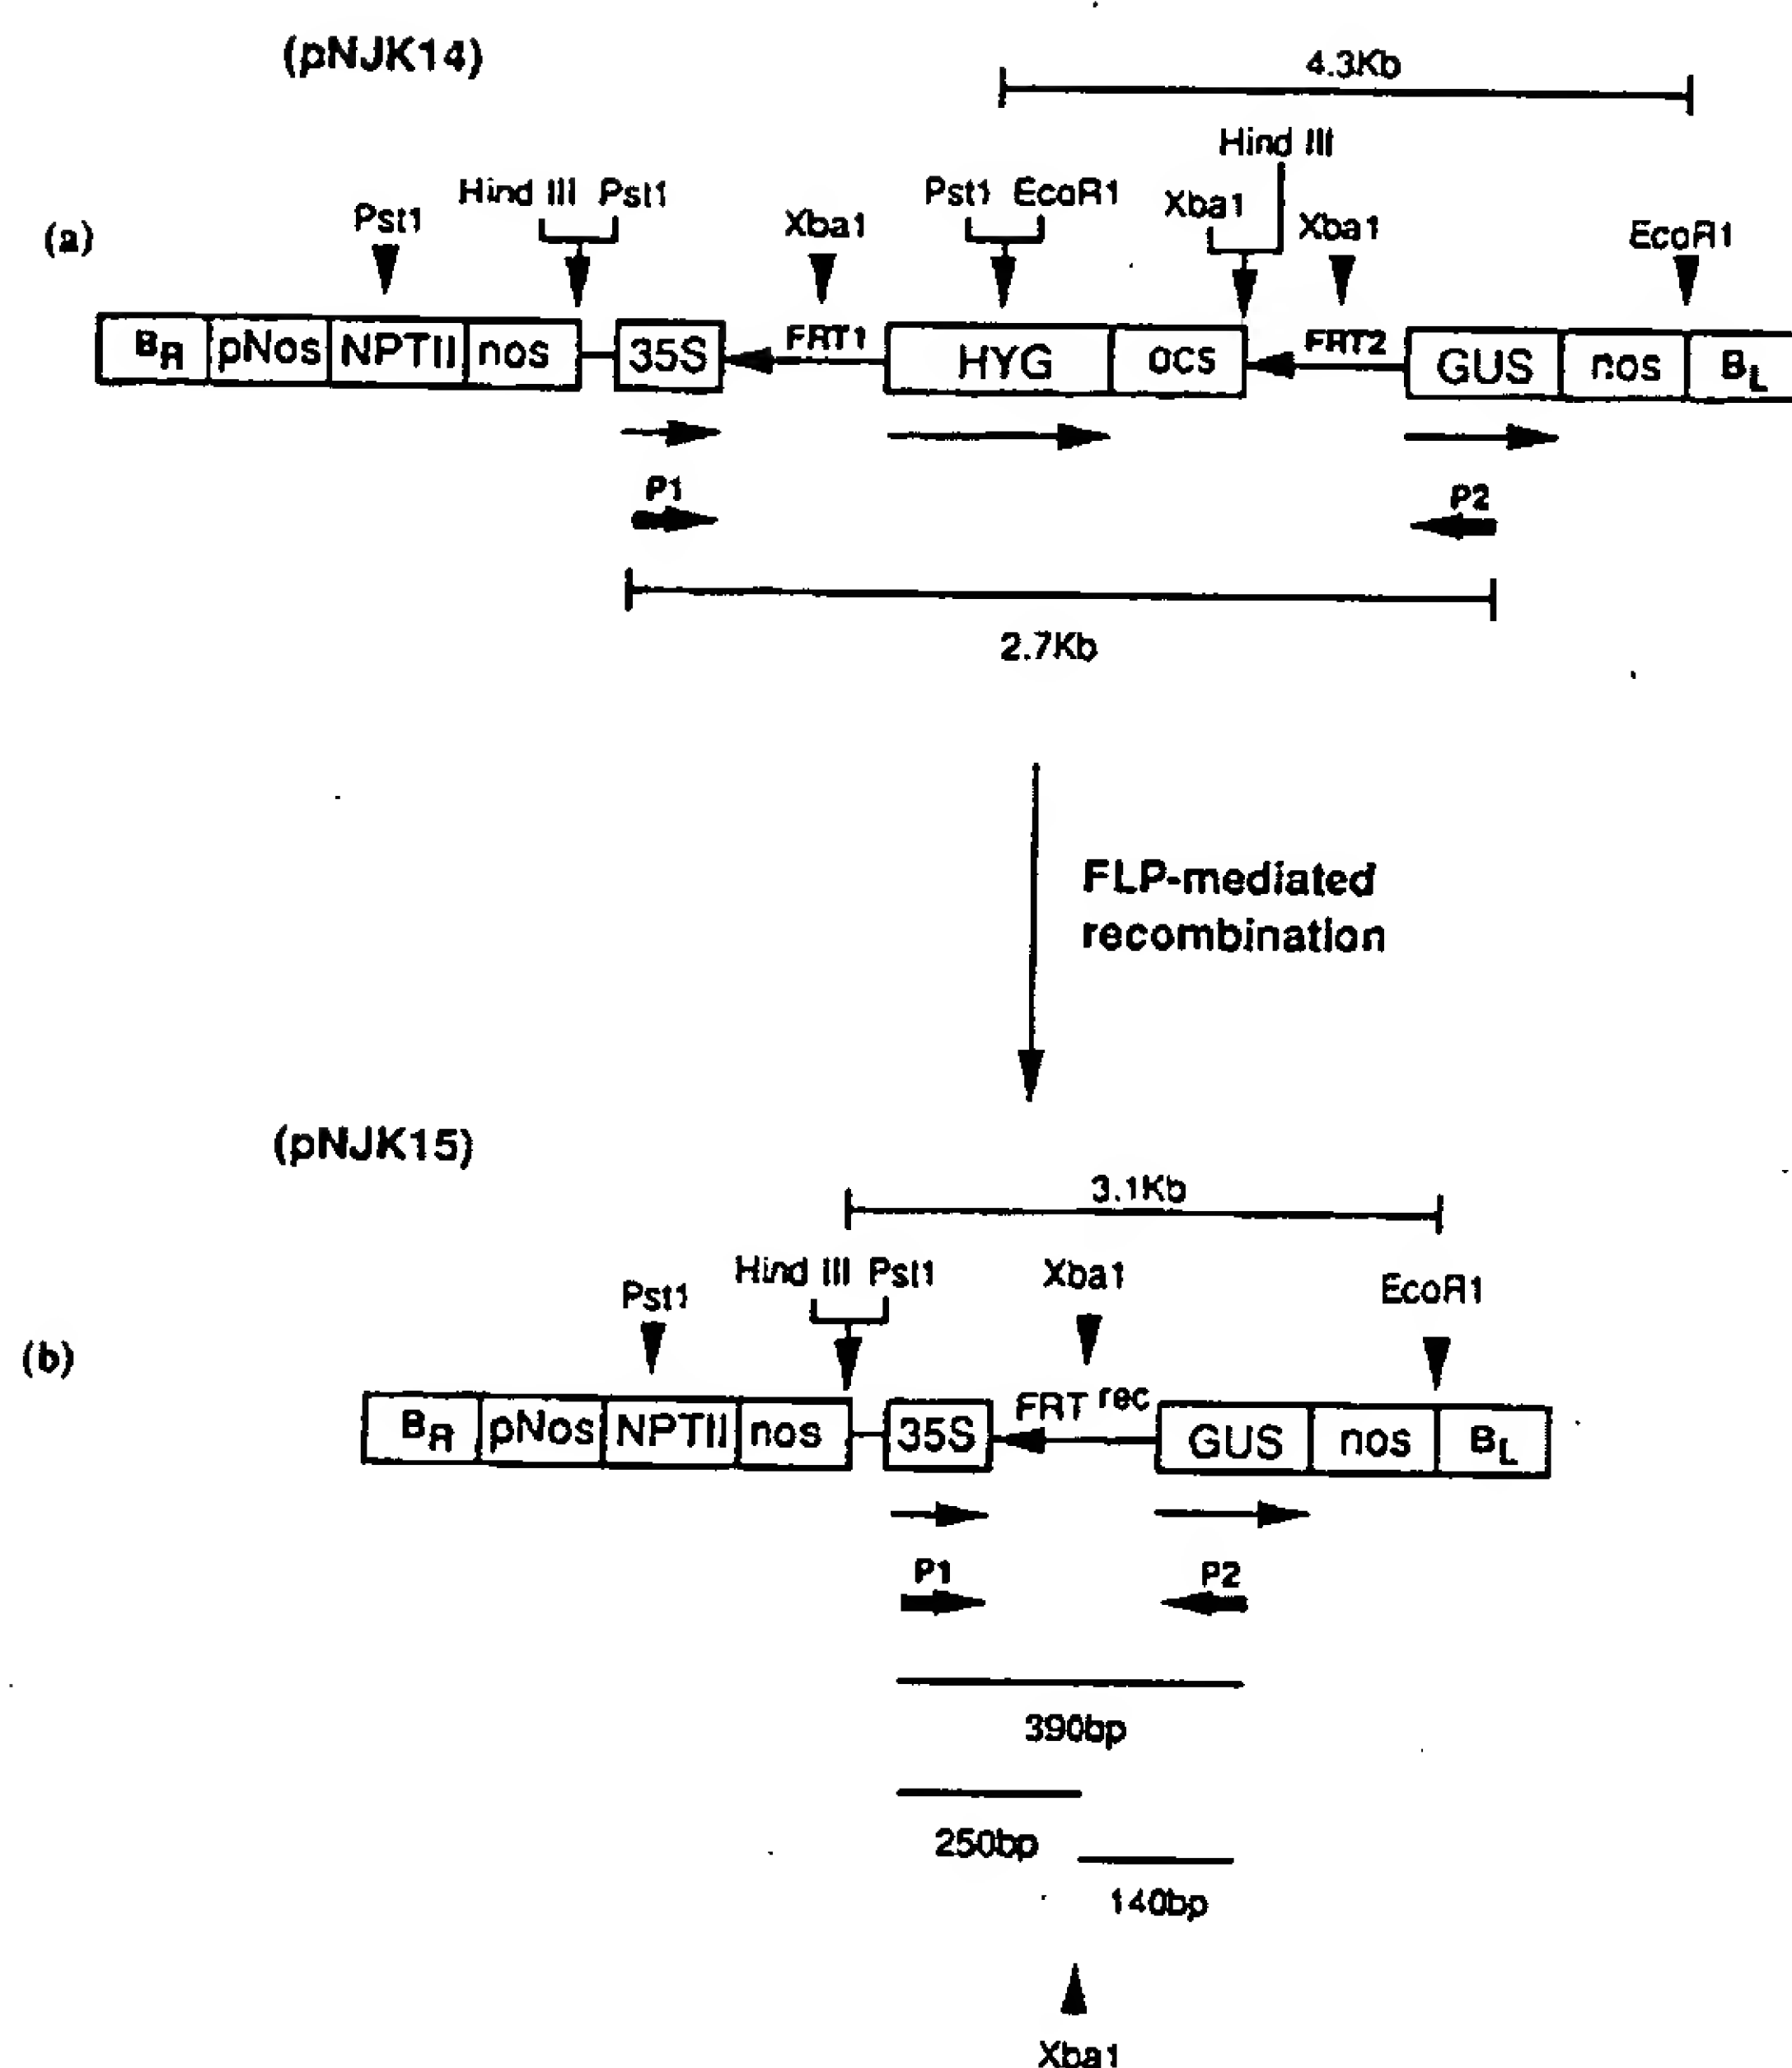 (pNJK14)
4.3Kb
Hind III
Hind III Pst1
Pst1 EcoR1
Xba1
Pst1
Xba1
Xba1
EcoR1
(a)
BR pNos NPTII nos 35S FRT1 HYG ocs FRT2 GUS nos BL
P1
P2
2.7Kb
FLP-mediated
recombination
(pNJK15)
3.1Kb
Hind III Pst1
Xba1
Pst1
EcoR1
(b)
BR pNos NPTII nos 35S FRT rec GUS nos BL
P1
P2
390bp
250bp
140bp
Xba1